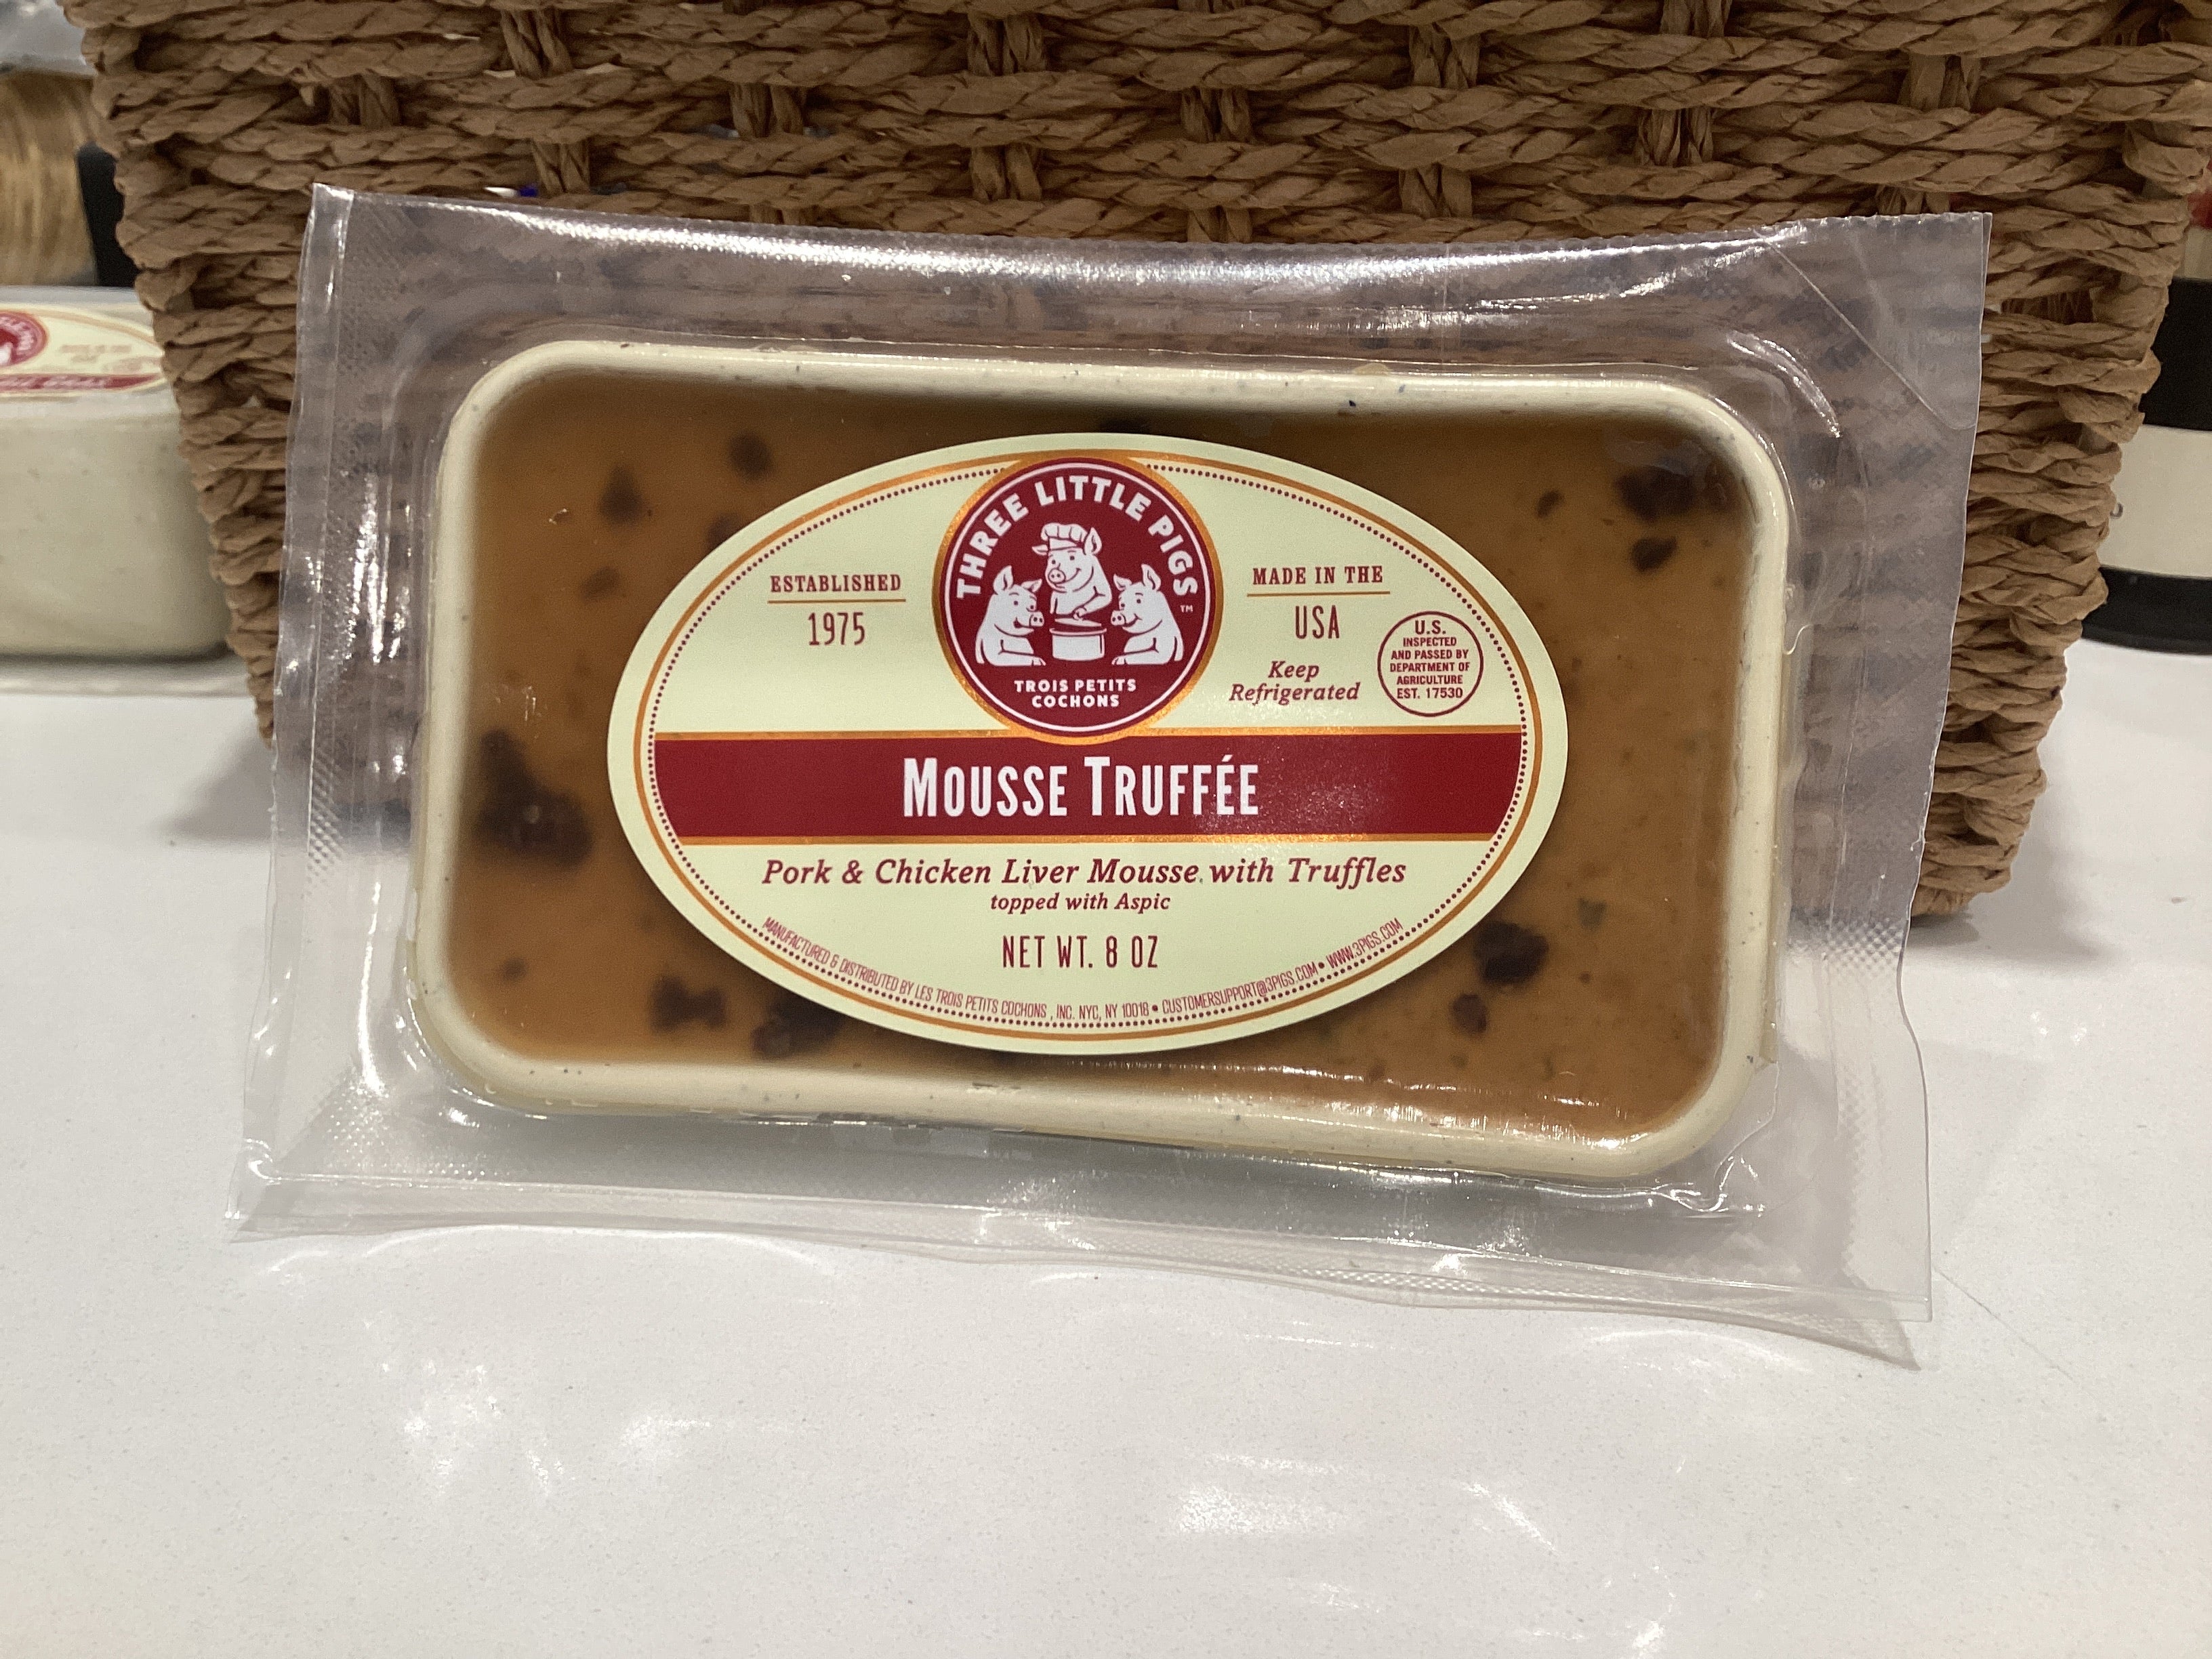 THREE LITTLE PIGS™
TROIS PETITS
COCHONS
ESTABLISHED
1975
MADE IN THE
USA
Keep
Refrigerated
U.S.
INSPECTED
AND PASSED BY
DEPARTMENT OF
AGRICULTURE
EST. 17530
MOUSSE TRUFFÉE
Pork & Chicken Liver Mousse with Truffles
topped with Aspic
NET WT. 8 OZ
MANUFACTURED & DISTRIBUTED BY LES TROIS PETITS COCHONS, INC. NYC, NY 10018 • CUSTOMERSUPPORT@3PIGS.COM • WWW.3PIGS.COM